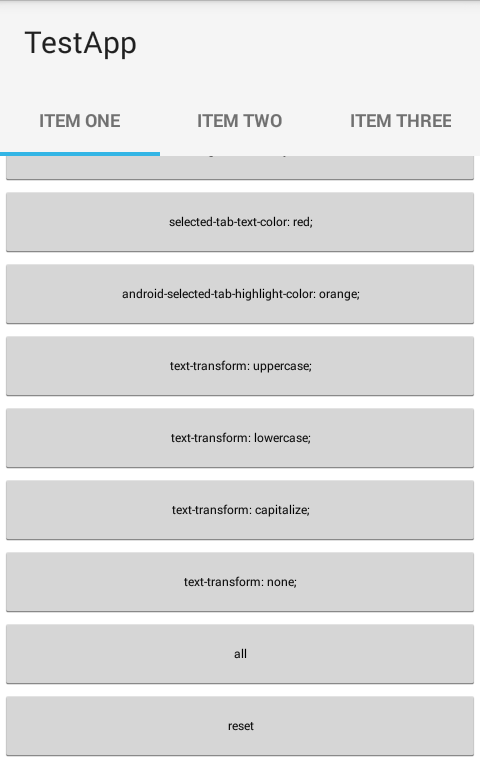 TestApp
ITEM ONE
ITEM TWO
ITEM THREE
selected-tab-text-color: red;
android-selected-tab-highlight-color: orange;
text-transform: uppercase;
text-transform: lowercase;
text-transform: capitalize;
text-transform: none;
all
reset